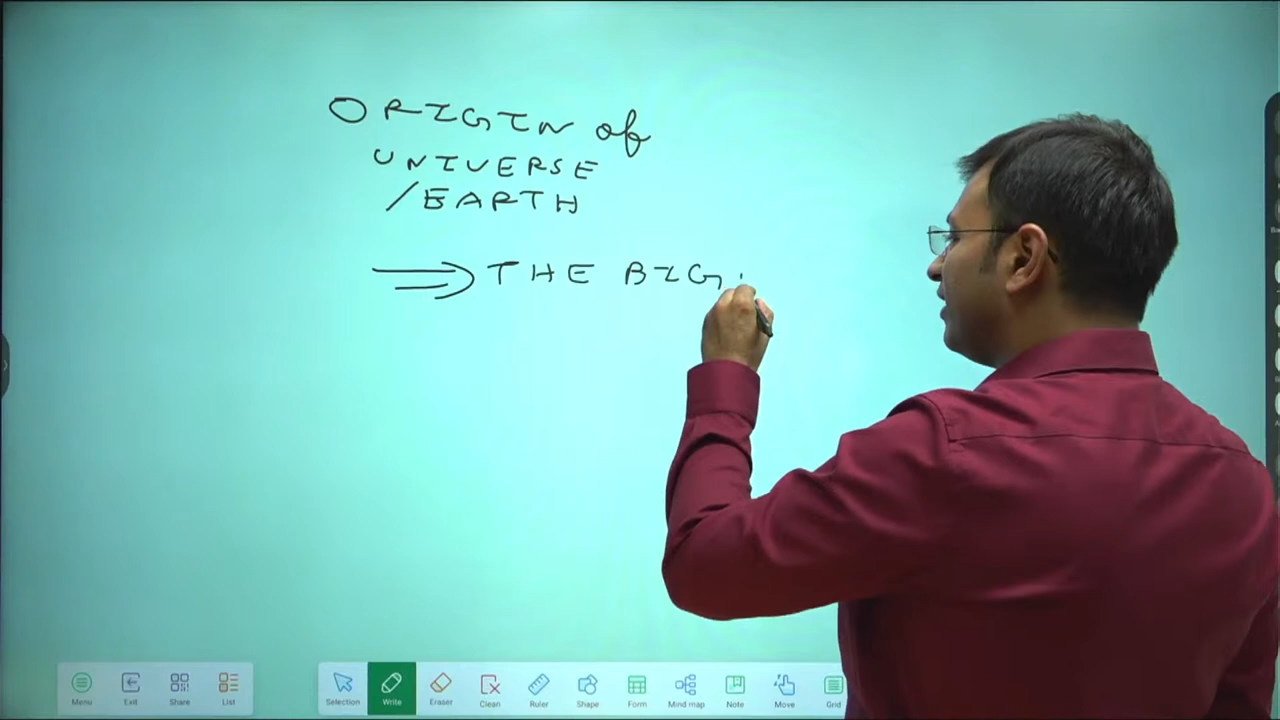 ORIGIN of
UNIVERSE
/EARTH
⇒ THE BIG
Menu
Exit
Share
List
Selection
Write
Eraser
Clean
Ruler
Shape
Form
Mind map
Note
Move
Grid